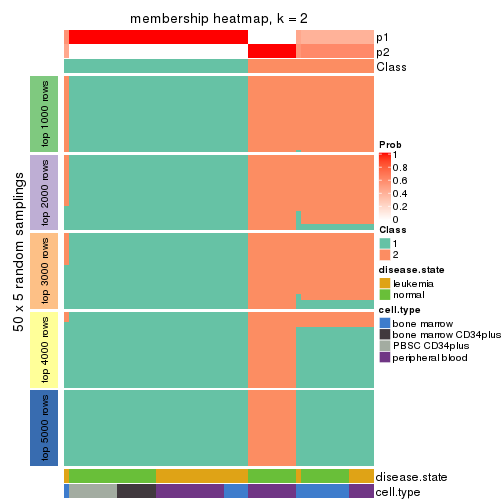 membership heatmap, k = 2
p1
p2
Class
50 x 5 random samplings
top 1000 rows
top 2000 rows
top 3000 rows
top 4000 rows
top 5000 rows
Prob
1
0.8
0.6
0.4
0.2
0
Class
1
2
disease.state
leukemia
normal
cell.type
bone marrow
bone marrow CD34plus
PBSC CD34plus
peripheral blood
disease.state
cell.type